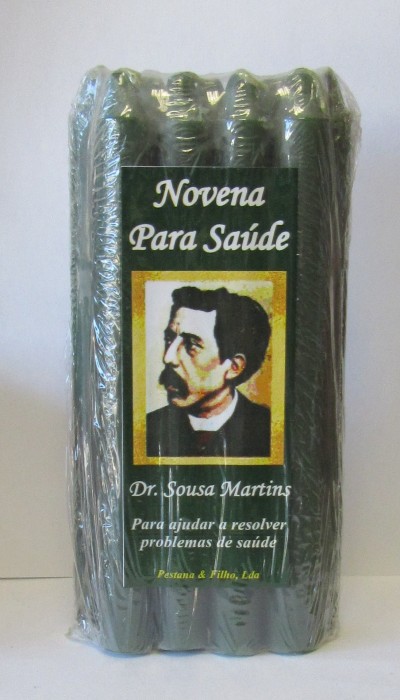 Novena
Para Saúde
Dr. Sousa Martins
Para ajudar a resolver
problemas de saúde
Pestana & Filho, Lda